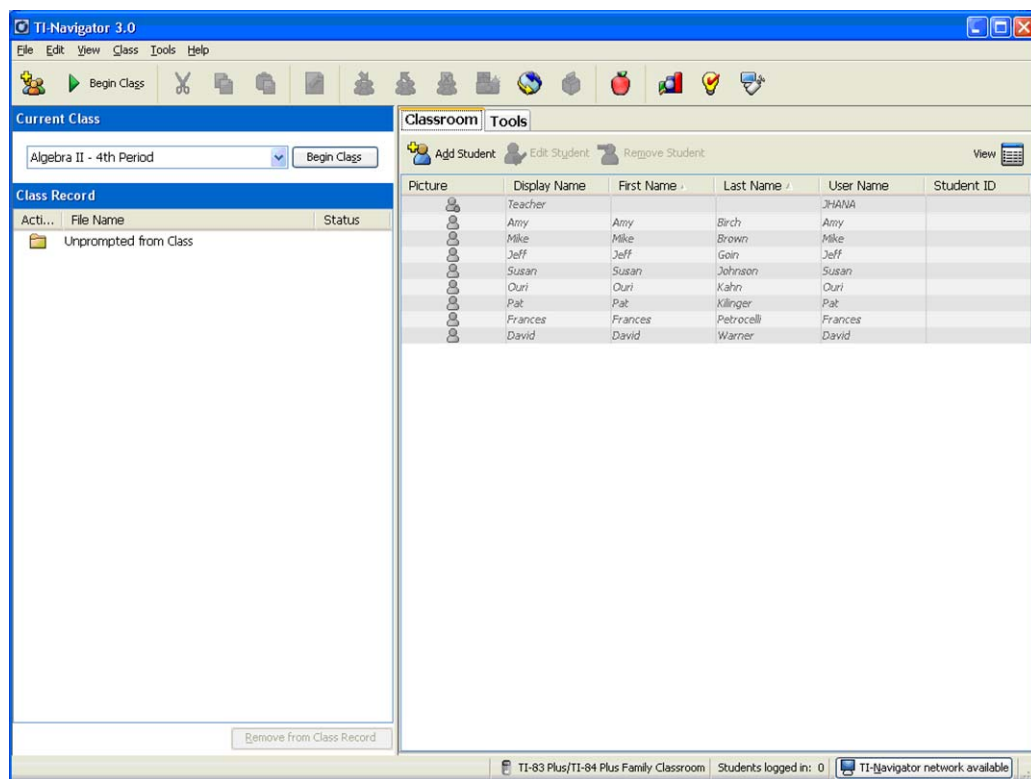 TI-Navigator 3.0
File Edit View Class Tools Help
Begin Class
Current Class
Algebra II - 4th Period Begin Class
Class Record
Acti... File Name Status
Unprompted from Class
Remove from Class Record
Classroom Tools
Add Student Edit Student Remove Student View
Picture Display Name First Name Last Name User Name Student ID
Teacher JHANA
Amy Amy Birch Amy
Mike Mike Brown Mike
Jeff Jeff Goin Jeff
Susan Susan Johnson Susan
Ouri Ouri Kahn Ouri
Pat Pat Kilinger Pat
Frances Frances Petrocelli Frances
David David Warner David
TI-83 Plus/TI-84 Plus Family Classroom Students logged in: 0 TI-Navigator network available